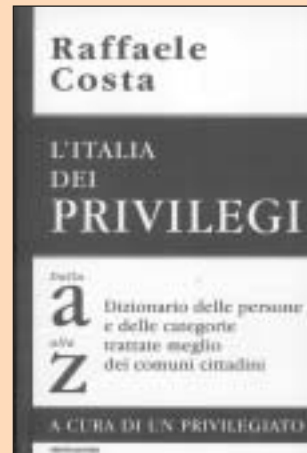 Raffaele
Costa
L'ITALIA
DEI
PRIVILEGI
Dalla
a
alla
z
Dizionario delle persone
e delle categorie
trattate meglio
dei comuni cittadini
A CURA DI UN PRIVILEGIATO